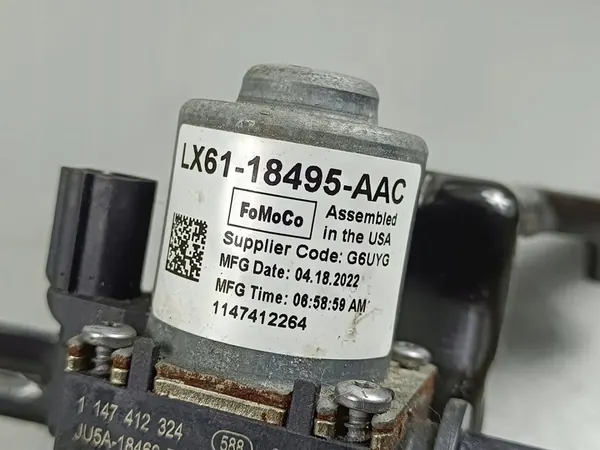 LX61-18495-AAC
FoMoCo
Assembled
in the USA
Supplier Code: G6UYG
MFG Date: 04.18.2022
MFG Time: 06:58:59 AM
1147412264
1 147 412 324
588